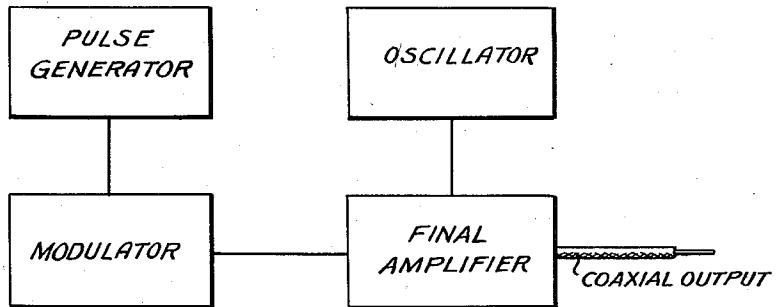 PULSE
GENERATOR
OSCILLATOR
MODULATOR
FINAL
AMPLIFIER
COAXIAL OUTPUT